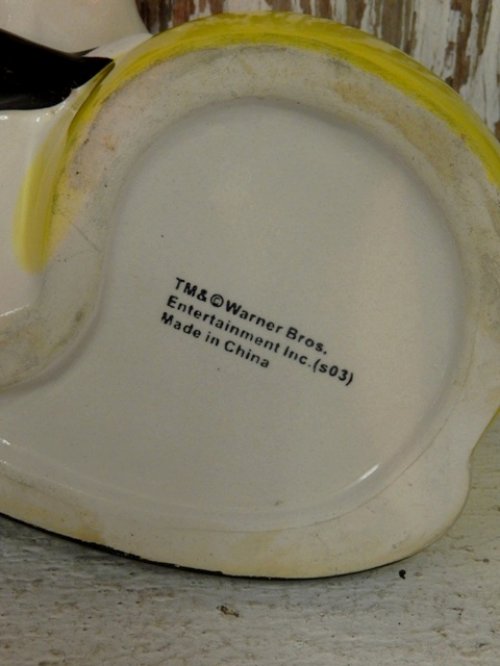 TM&©Warner Bros.
Entertainment Inc.(s03)
Made in China